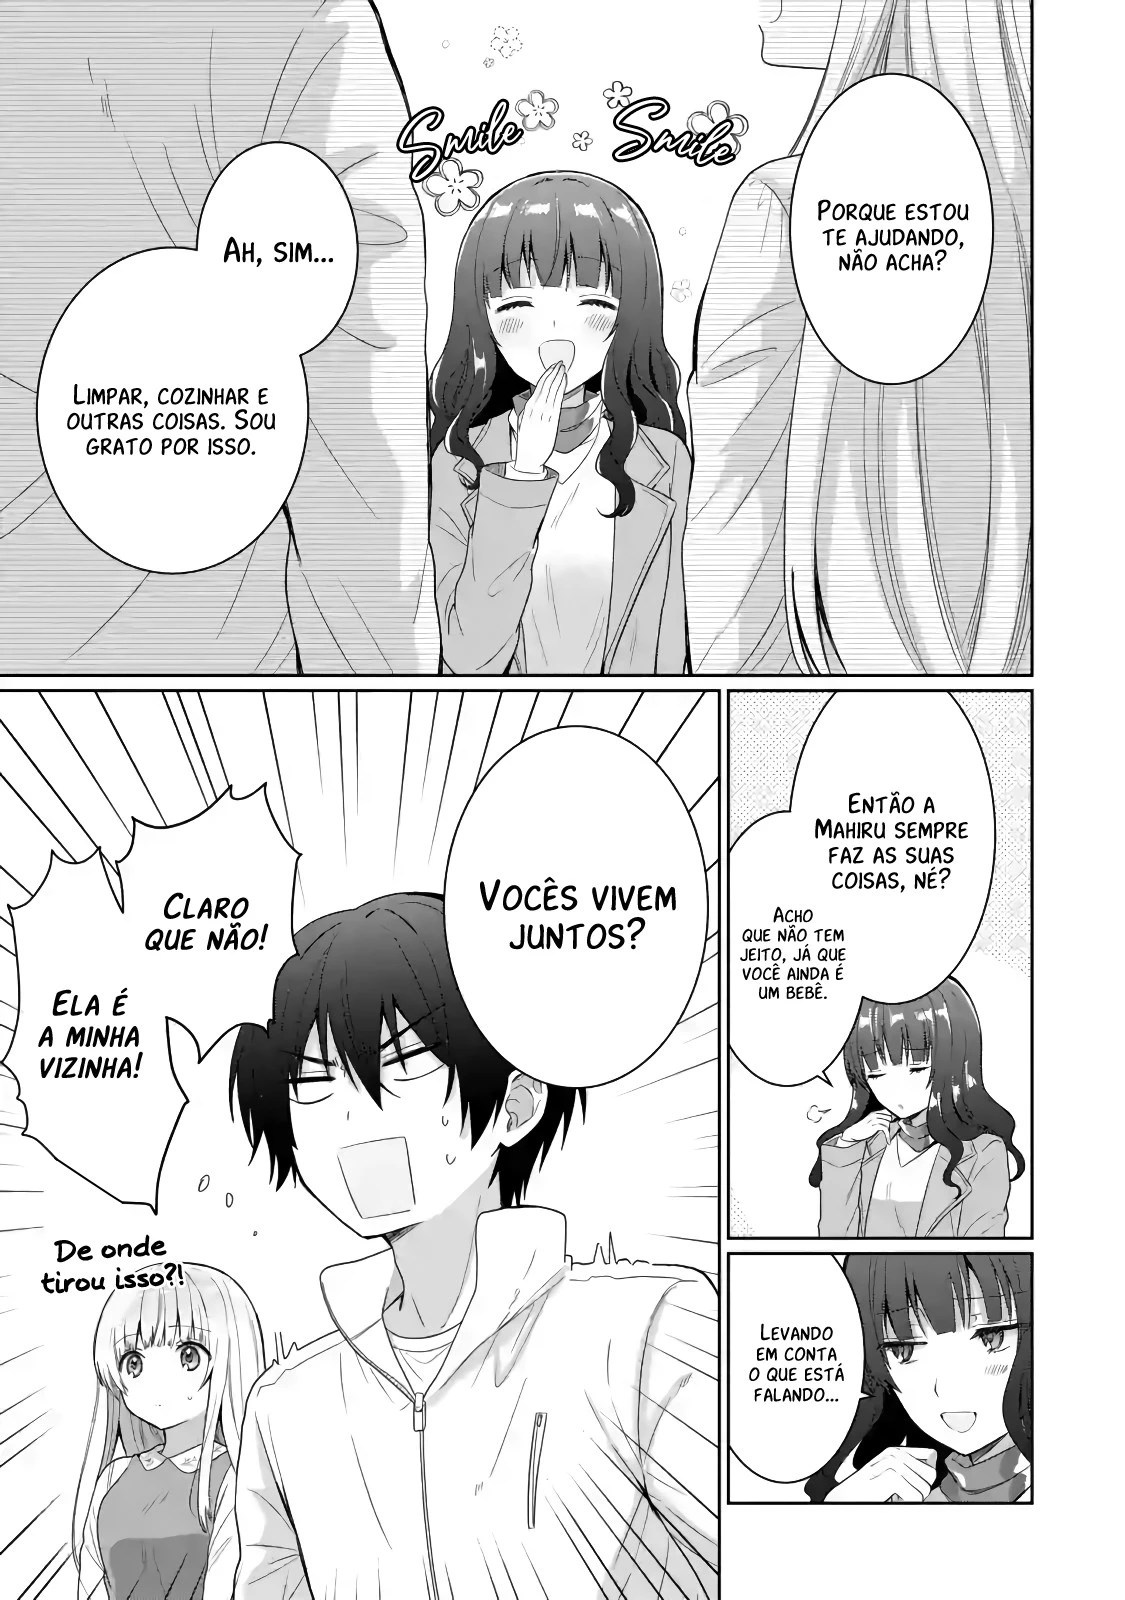 Smile
Smile
PORQUE ESTOU
TE AJUDANDO,
NÃO ACHA?
AH, SIM...
LIMPAR, COZINHAR E
OUTRAS COISAS. SOU
GRATO POR ISSO.
ENTÃO A
MAHIRU SEMPRE
FAZ AS SUAS
COISAS, NÉ?
ACHO
QUE NÃO TEM
JEITO, JÁ QUE
VOCÊ AINDA É
UM BEBÊ.
LEVANDO
EM CONTA
O QUE ESTÁ
FALANDO...
VOCÊS VIVEM
JUNTOS?
CLARO
QUE NÃO!
ELA É
A MINHA
VIZINHA!
De onde
tirou isso?!